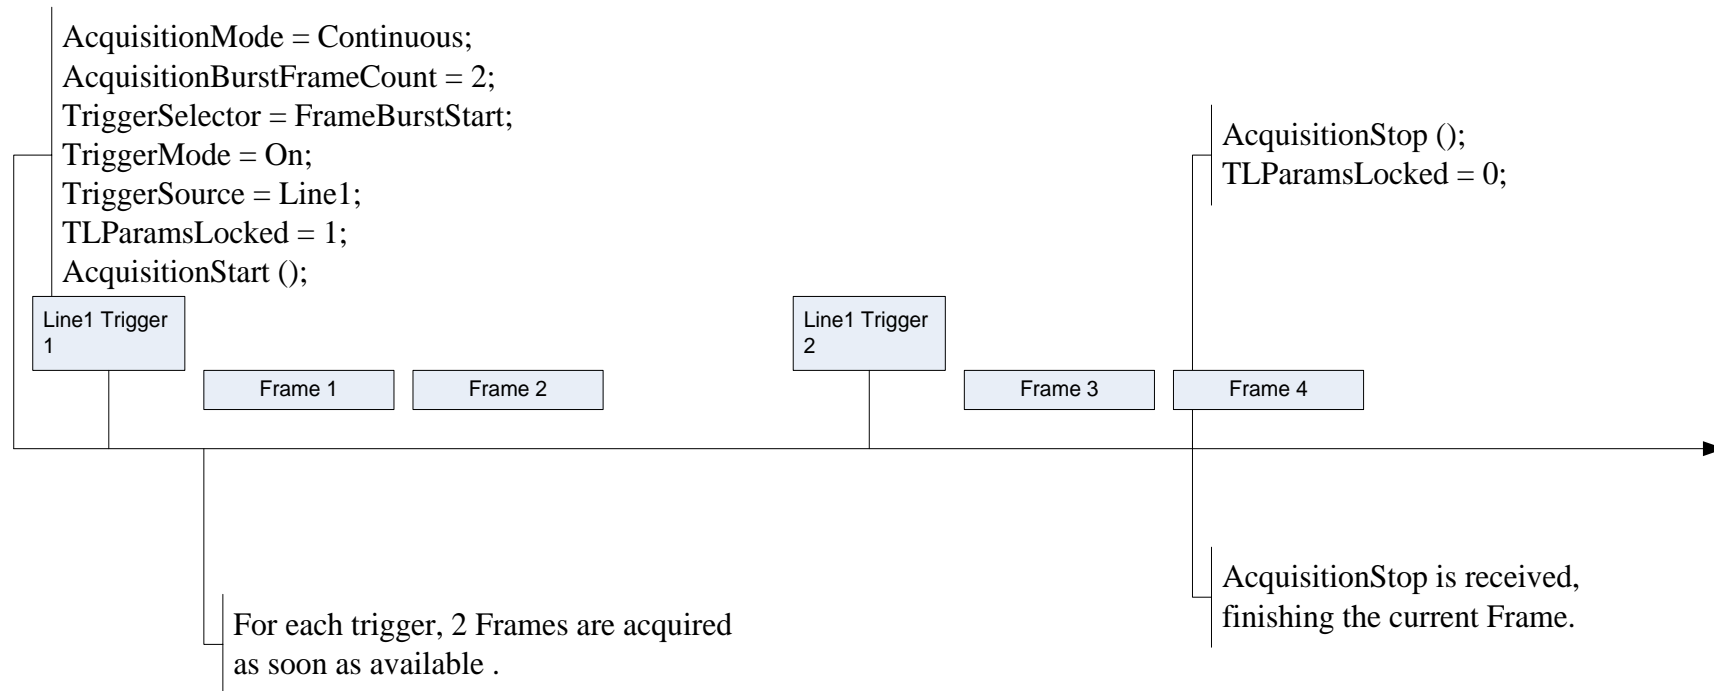 AcquisitionMode = Continuous;
AcquisitionBurstFrameCount = 2;
TriggerSelector = FrameBurstStart;
TriggerMode = On;
TriggerSource = Line1;
TLParamsLocked = 1;
AcquisitionStart ();
AcquisitionStop ();
TLParamsLocked = 0;
Line1 Trigger
1
Line1 Trigger
2
Frame 1
Frame 2
Frame 3
Frame 4
For each trigger, 2 Frames are acquired
as soon as available .
AcquisitionStop is received,
finishing the current Frame.